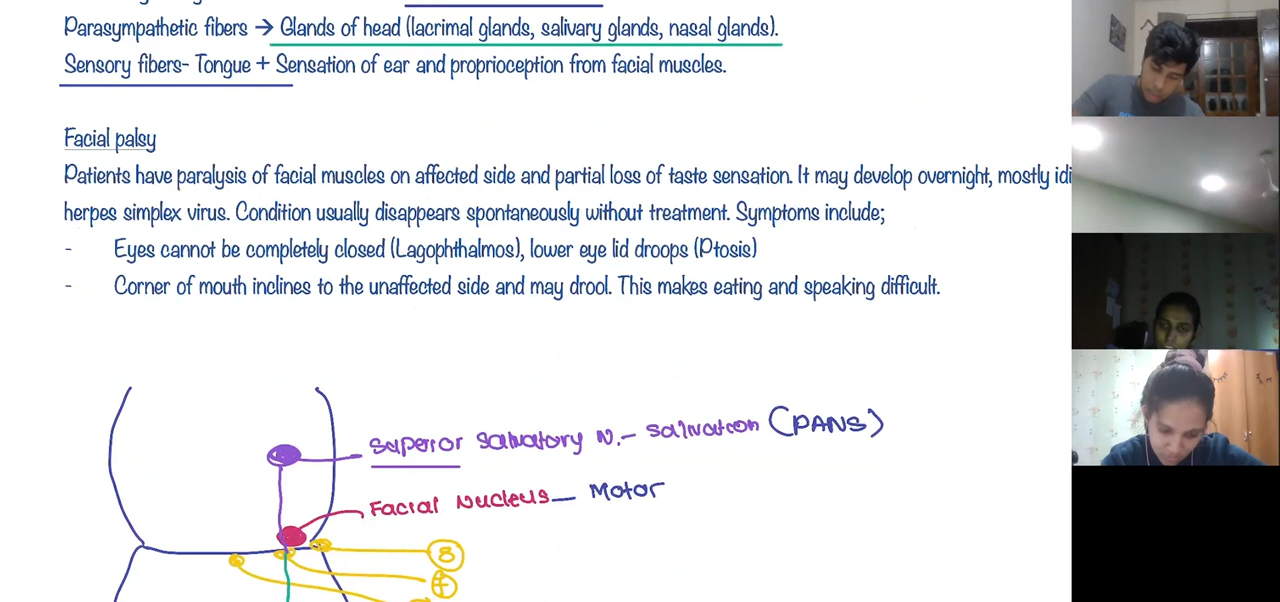 Parasympathetic fibers → Glands of head (lacrimal glands, salivary glands, nasal glands).
Sensory fibers- Tongue + Sensation of ear and proprioception from facial muscles.
Facial palsy
Patients have paralysis of facial muscles on affected side and partial loss of taste sensation. It may develop overnight, mostly idi
herpes simplex virus. Condition usually disappears spontaneously without treatment. Symptoms include;
- Eyes cannot be completely closed (Lagophthalmos), lower eye lid droops (Ptosis)
- Corner of mouth inclines to the unaffected side and may drool. This makes eating and speaking difficult.
Superior Salvatory N. - Salivation (PANS)
Facial Nucleus - Motor
8
7